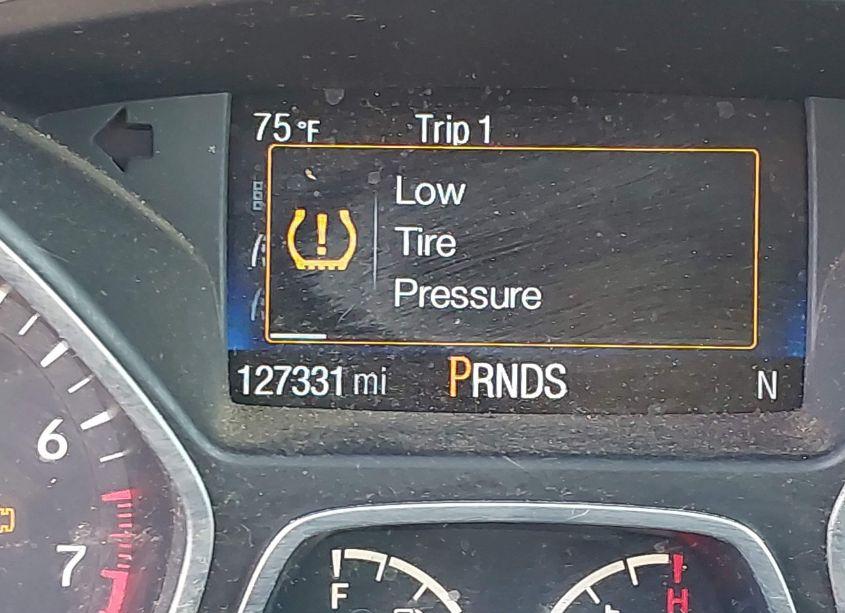 75°F Trip 1
!
Low
Tire
Pressure
127331 mi PRNDS N
6
7
F
H